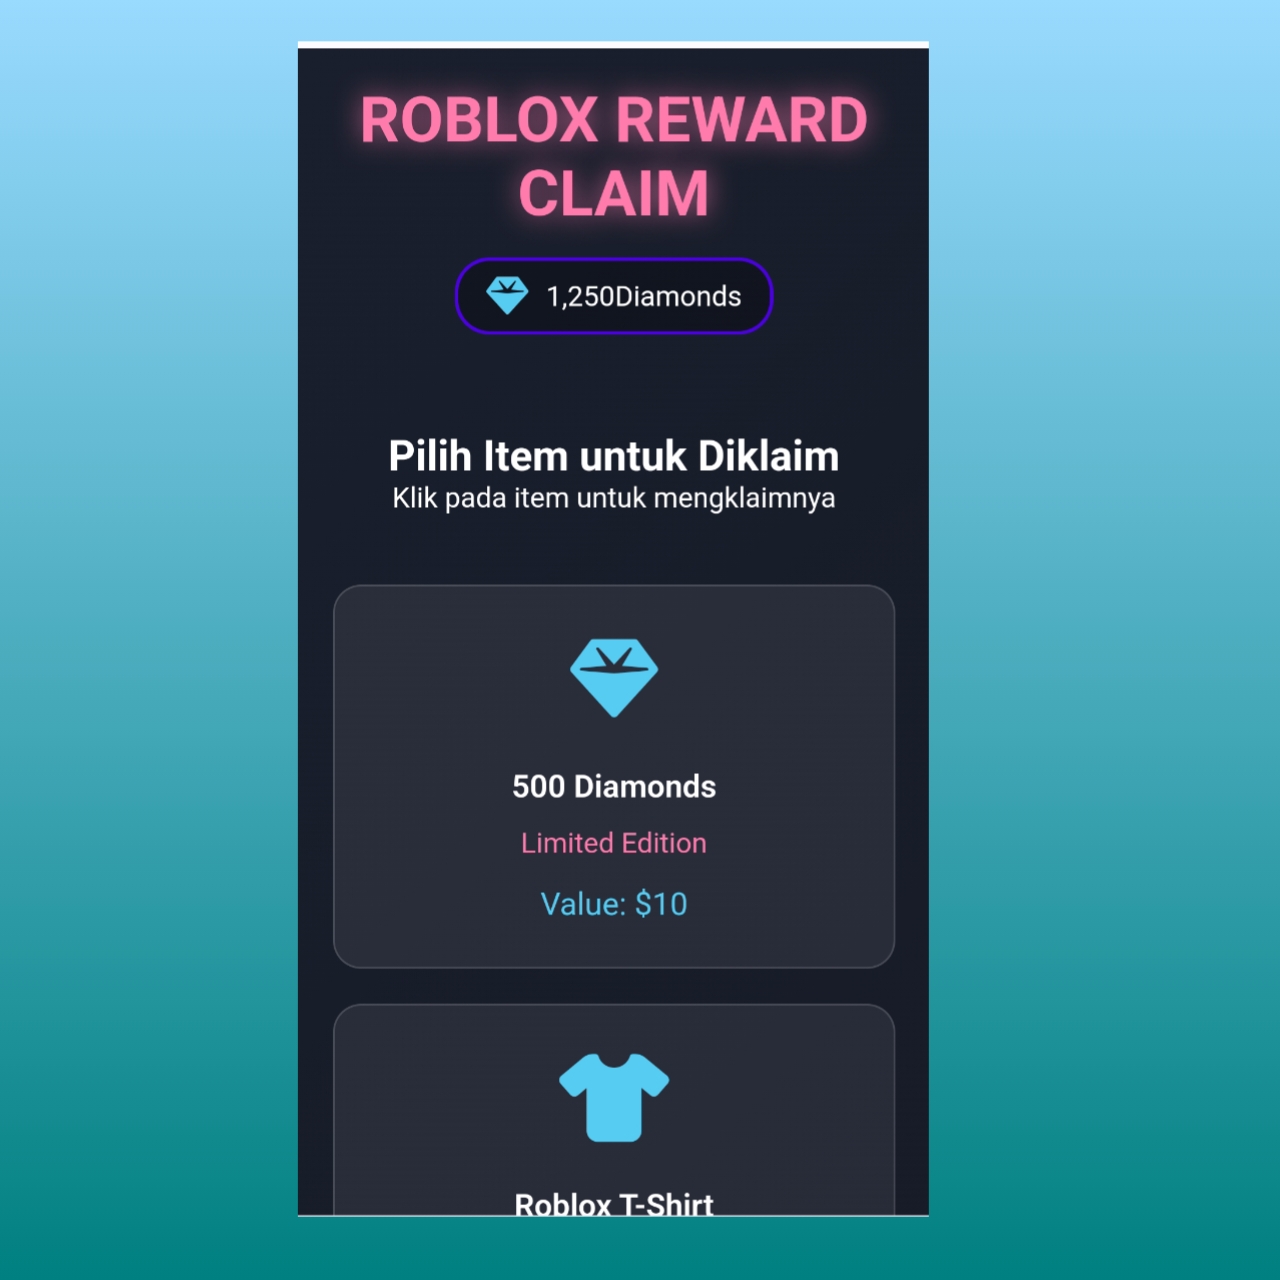 ROBLOX REWARD
CLAIM
1,250Diamonds
Pilih Item untuk Diklaim
Klik pada item untuk mengklaimnya
500 Diamonds
Limited Edition
Value: $10
Roblox T-Shirt